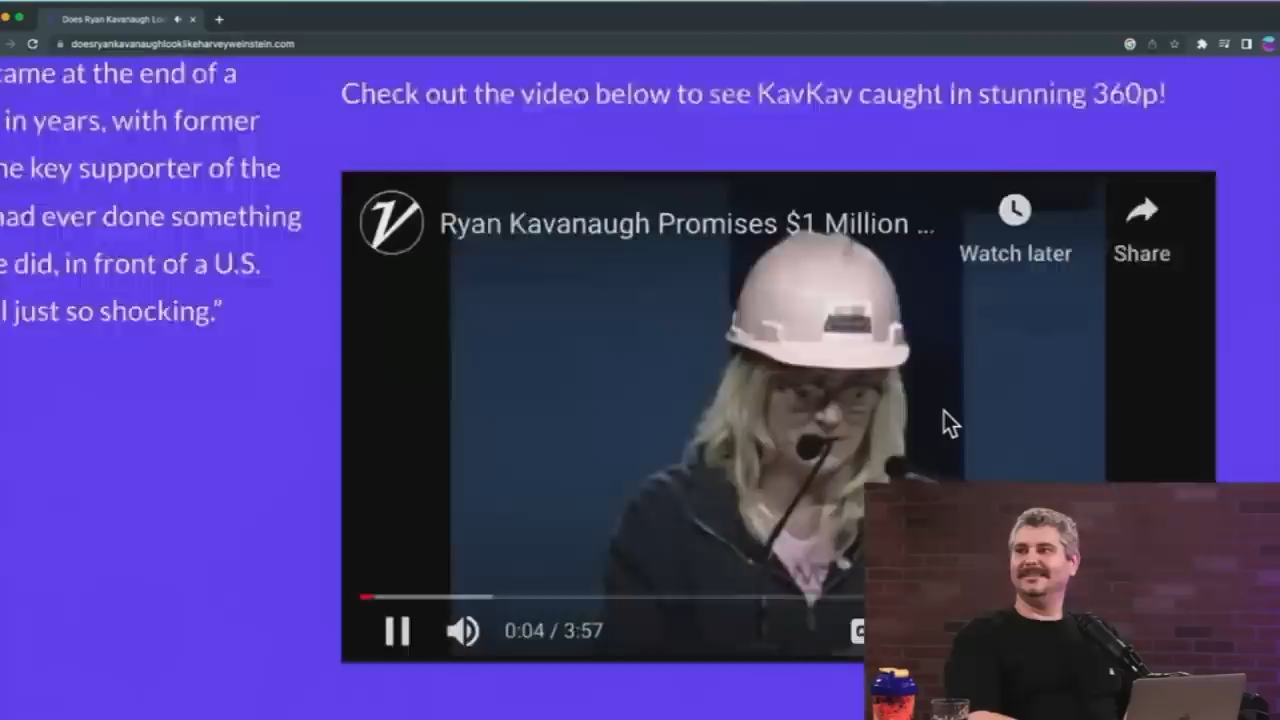 Does Ryan Kavanaugh Loo
doesryankavanaughlooklikeharveyweinstein.com
came at the end of a
in years, with former
he key supporter of the
had ever done something
e did, in front of a U.S.
l just so shocking."
Check out the video below to see KavKav caught in stunning 360p!
Ryan Kavanaugh Promises $1 Million ...
Watch later
Share
0:04 / 3:57